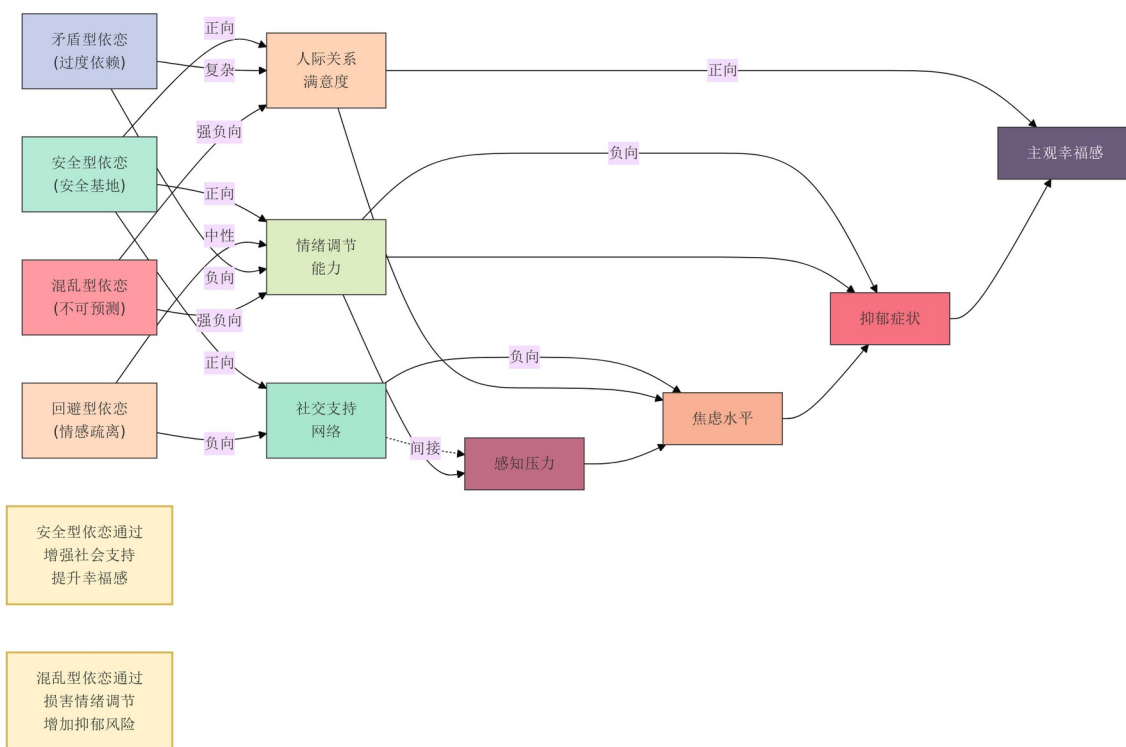 矛盾型依恋
(过度依赖)
安全型依恋
(安全基地)
混乱型依恋
(不可预测)
回避型依恋
(情感疏离)
正向
复杂
强负向
正向
中性
负向
强负向
正向
负向
人际关系
满意度
情绪调节
能力
社交支持
网络
正向
负向
负向
间接
感知压力
焦虑水平
抑郁症状
主观幸福感
安全型依恋通过
增强社会支持
提升幸福感
混乱型依恋通过
损害情绪调节
增加抑郁风险